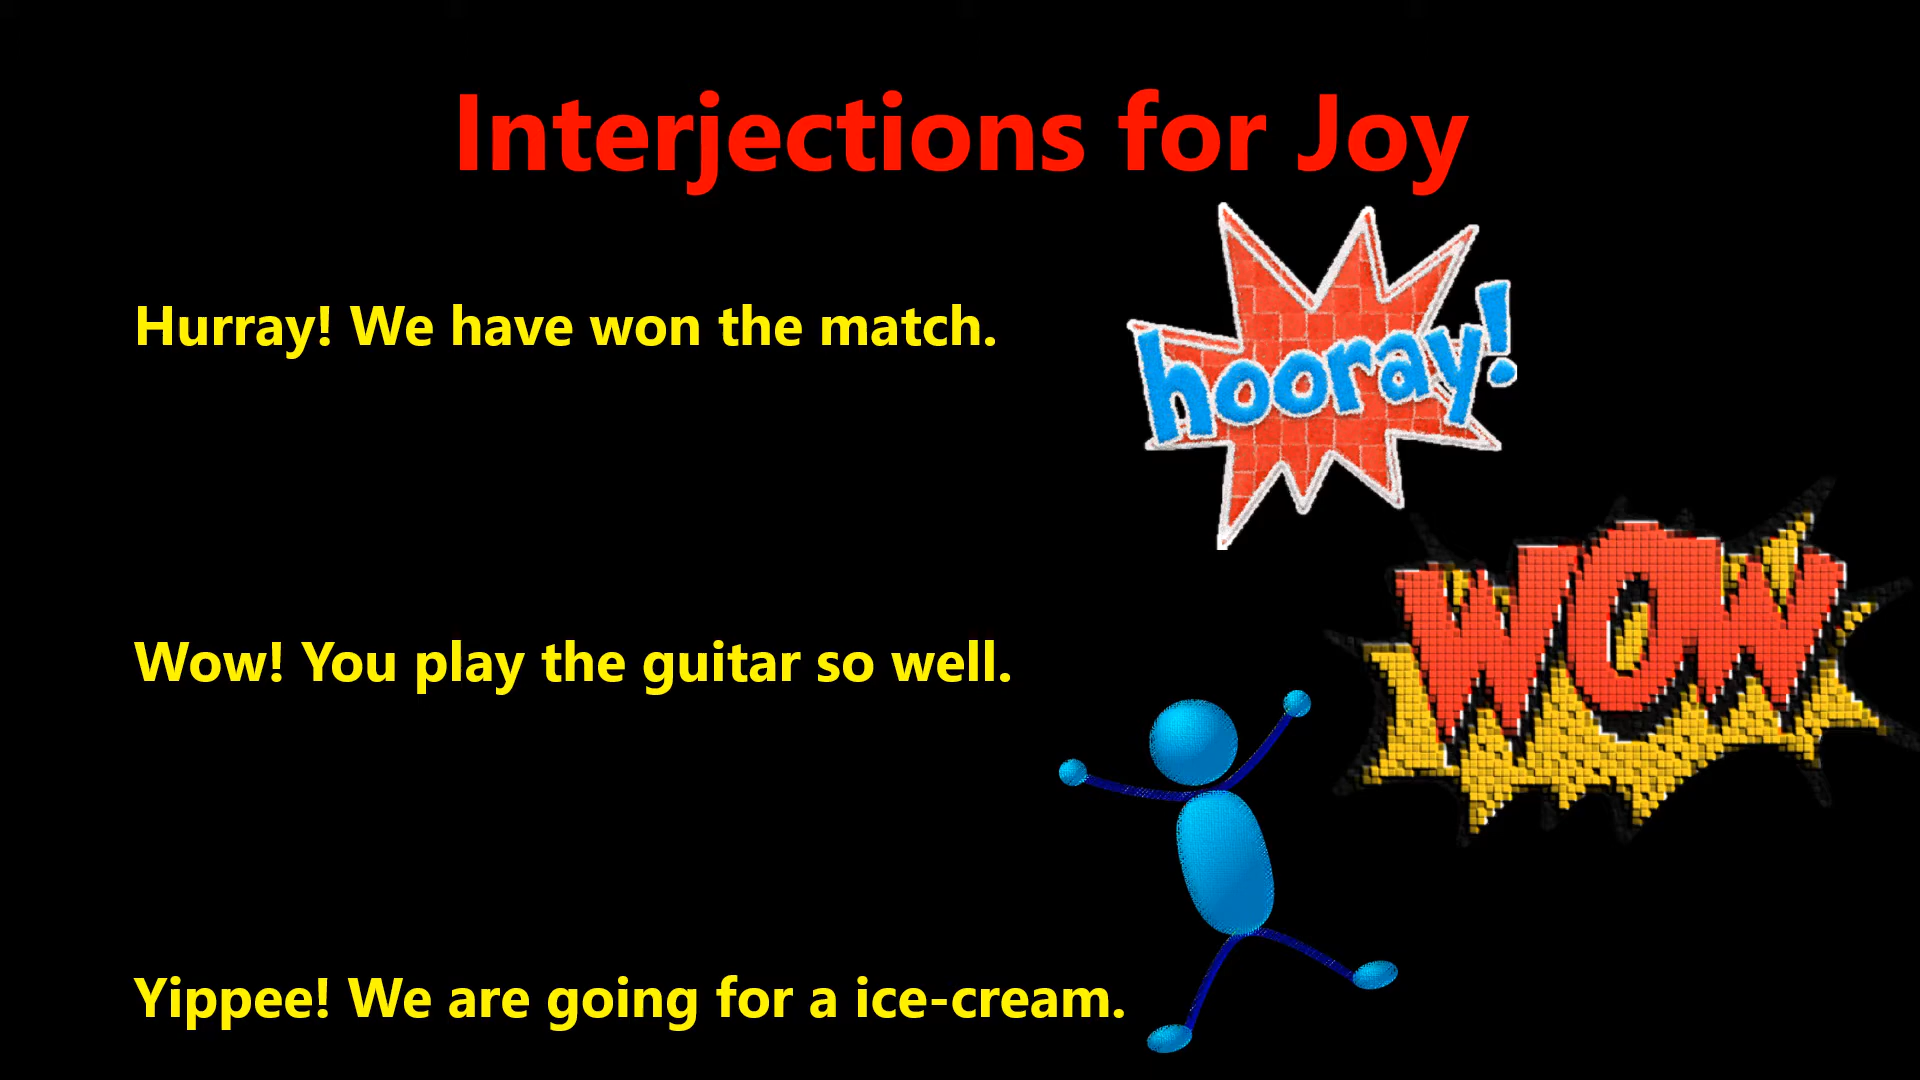 Interjections for Joy
Hurray! We have won the match.
hooray!
Wow! You play the guitar so well.
WOW
Yippee! We are going for a ice-cream.